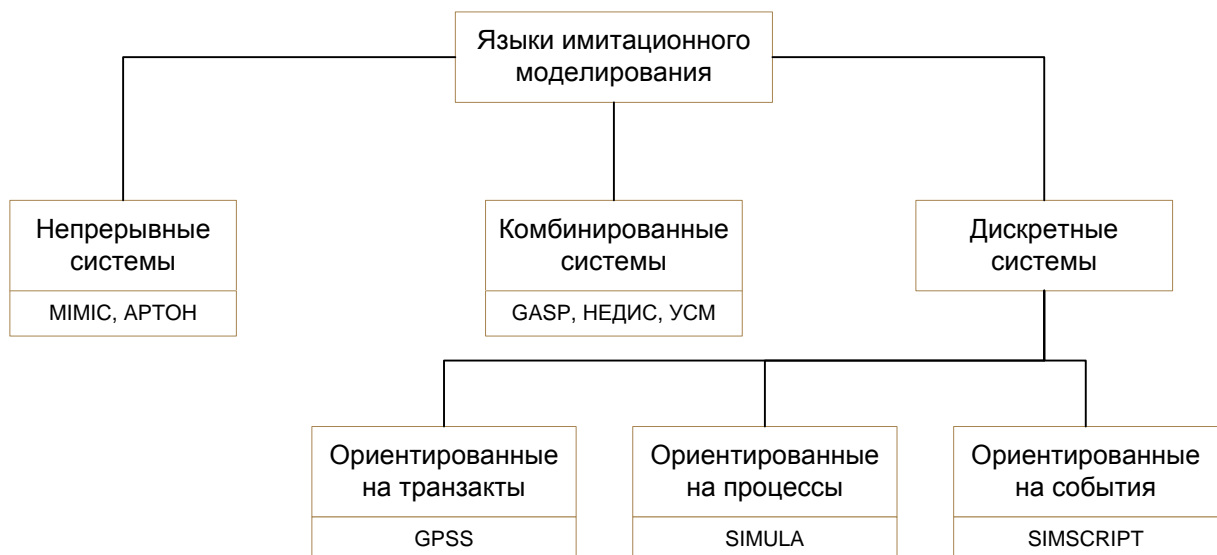 Языки имитационного
моделирования
Непрерывные
системы
MIMIC, АРТОН
Комбинированные
системы
GASP, НЕДИС, УСМ
Дискретные
системы
Ориентированные
на транзакты
GPSS
Ориентированные
на процессы
SIMULA
Ориентированные
на события
SIMSCRIPT